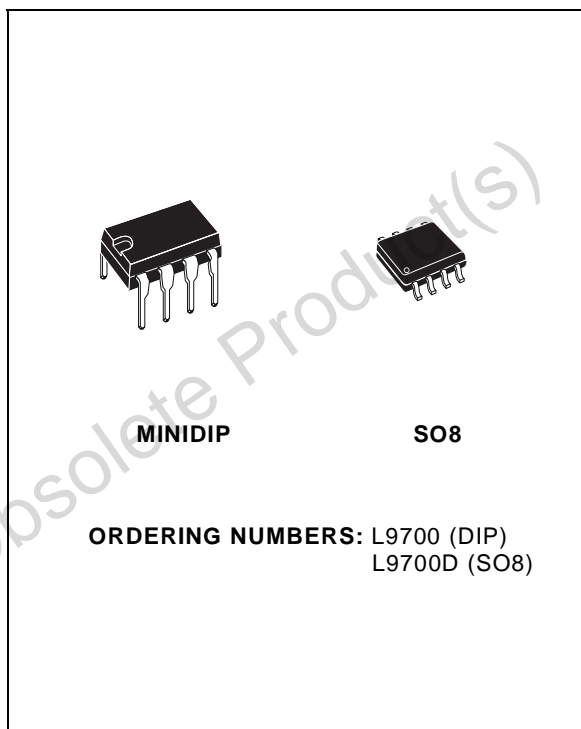 Obsolete Product(s)
MINIDIP SO8
ORDERING NUMBERS: L9700 (DIP)
L9700D (SO8)